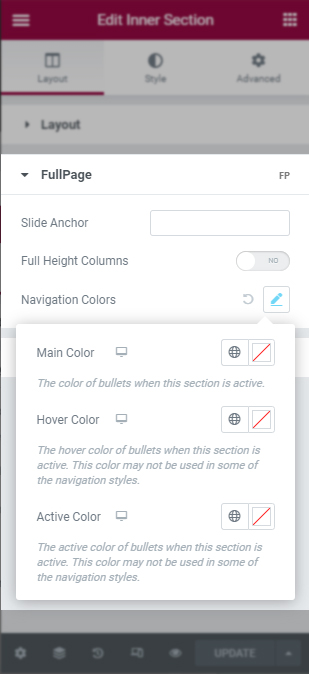 Edit Inner Section
Layout
Style
Advanced
Layout
FullPage
FP
Slide Anchor
Full Height Columns
NO
Navigation Colors
Main Color
The color of bullets when this section is active.
Hover Color
The hover color of bullets when this section is
active. This color may not be used in some of
the navigation styles.
Active Color
The active color of bullets when this section is
active. This color may not be used in some of
the navigation styles.
UPDATE